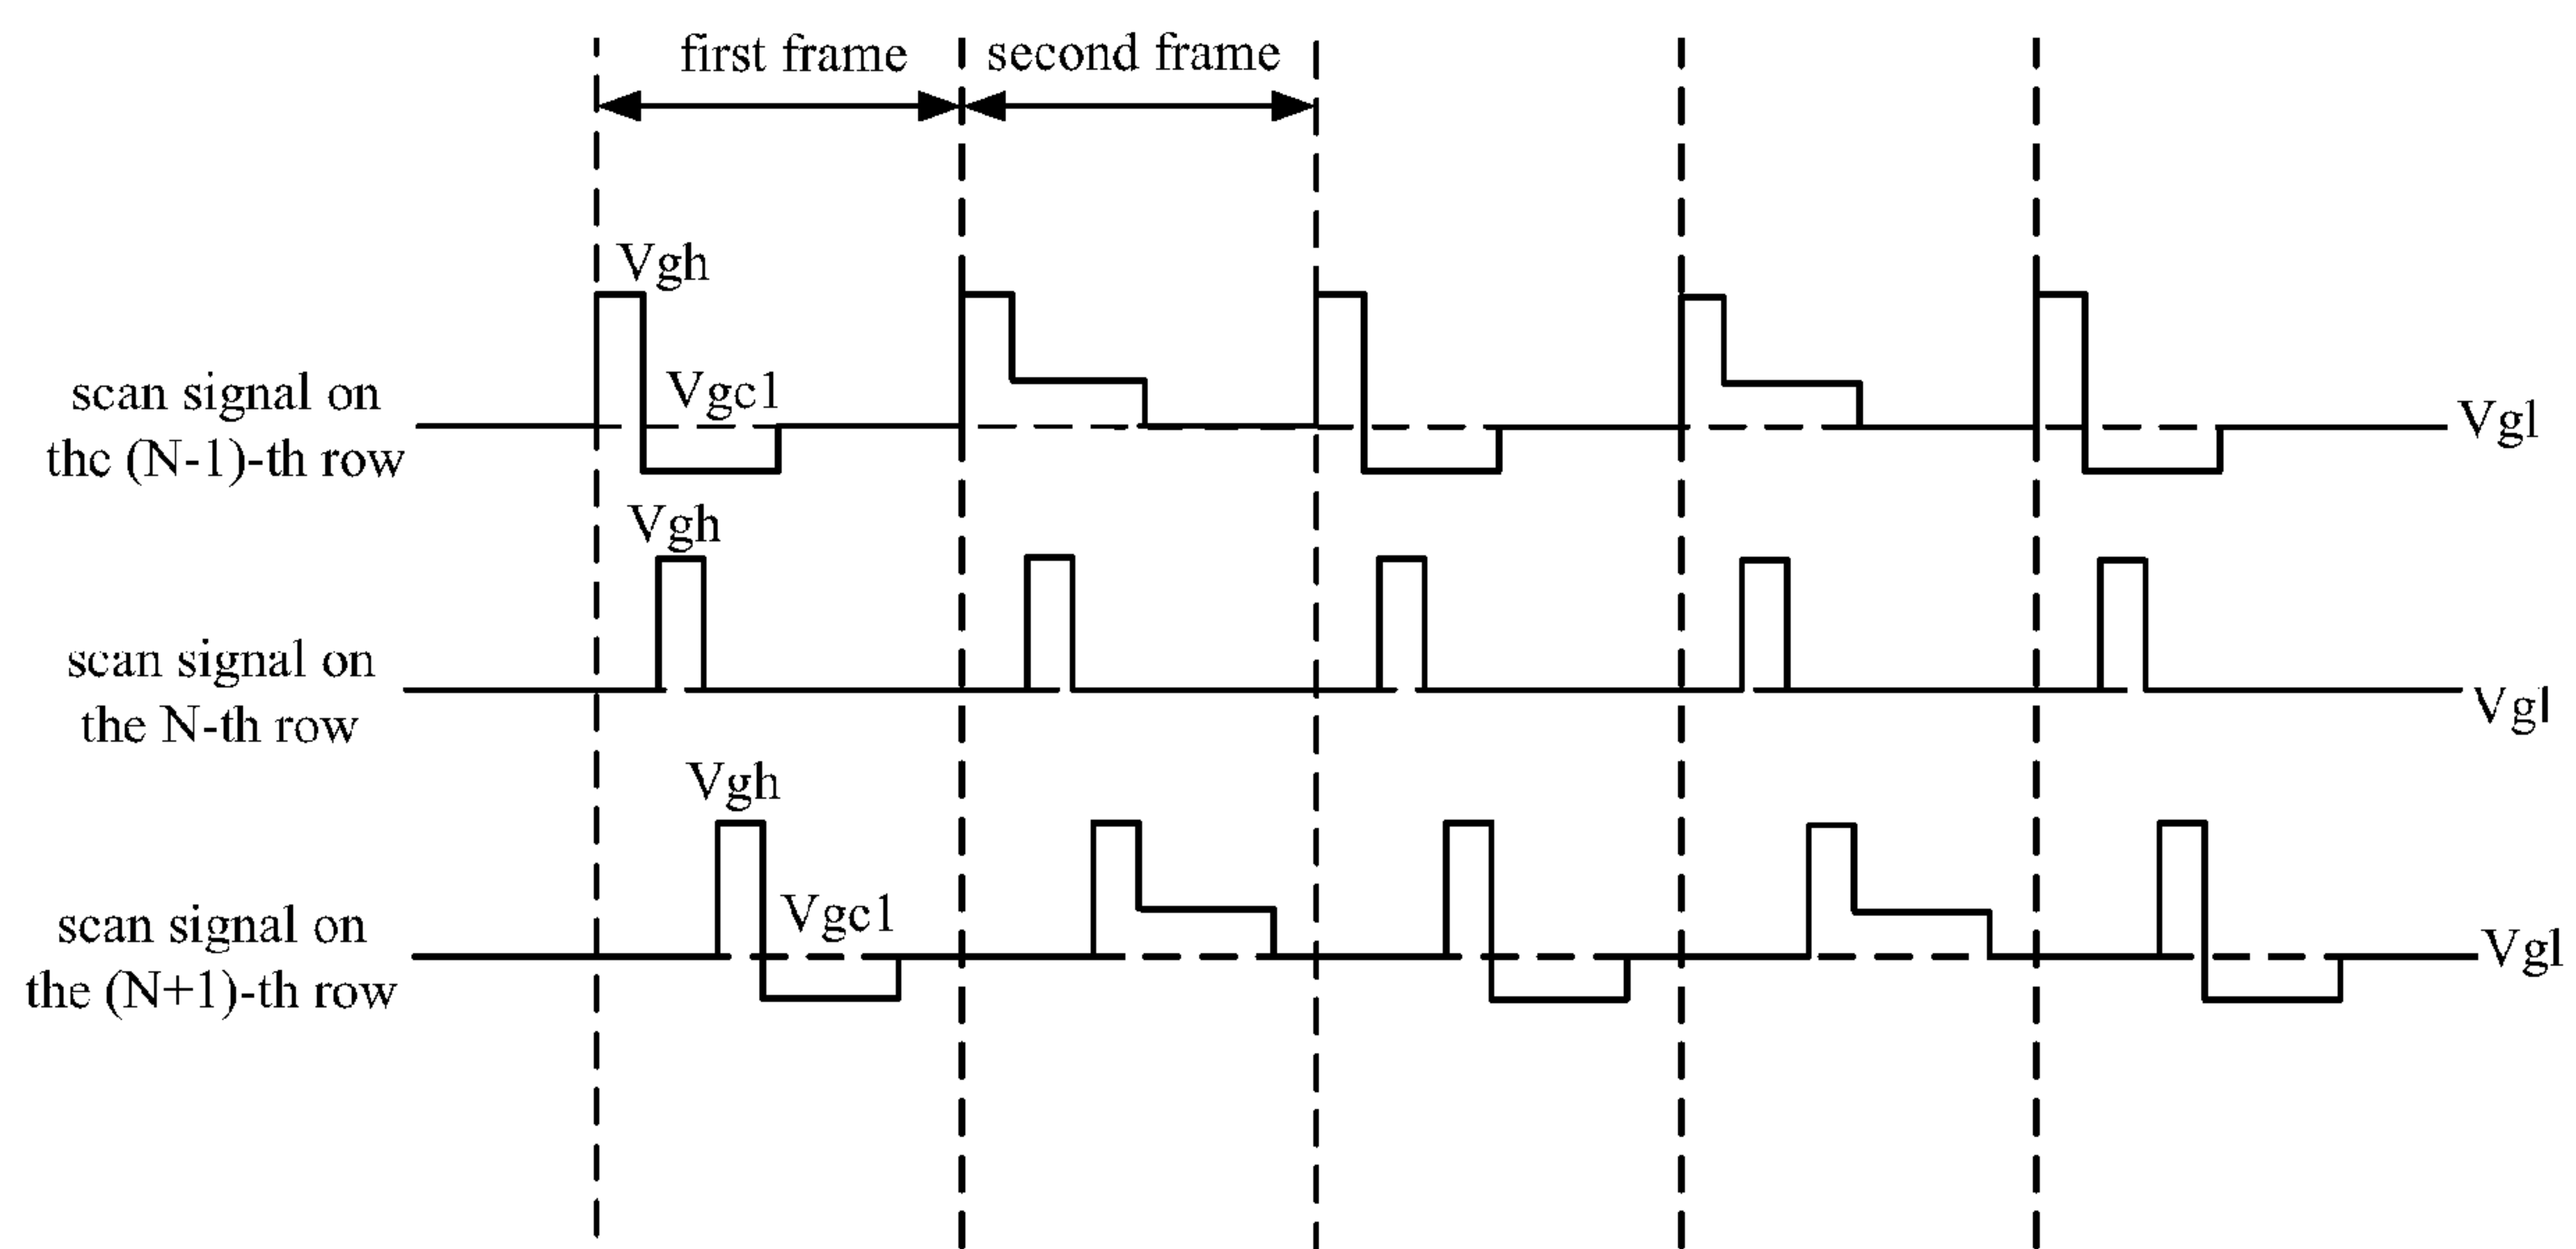 first frame
second frame
Vgh
Vgc1
scan signal on
thc (N-1)-th row
Vgl
Vgh
scan signal on
the N-th row
Vgl
Vgh
Vgc1
scan signal on
the (N+1)-th row
Vgl